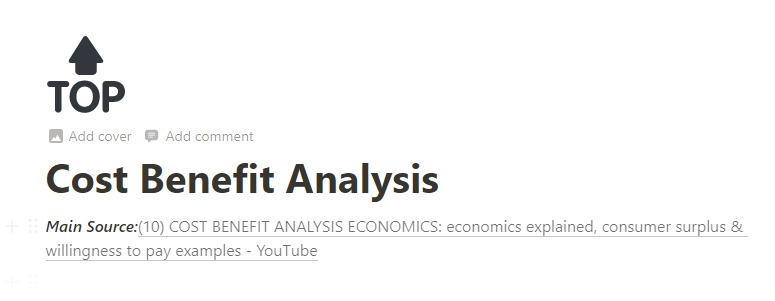 TOP
Add cover Add comment
Cost Benefit Analysis
Main Source:(10) COST BENEFIT ANALYSIS ECONOMICS: economics explained, consumer surplus &
willingness to pay examples - YouTube